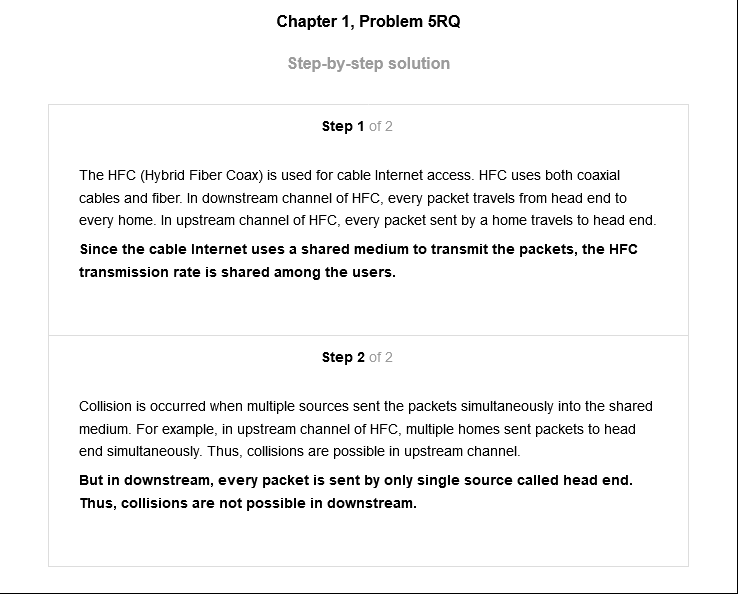 Chapter 1, Problem 5RQ
Step-by-step solution
Step 1 of 2
The HFC (Hybrid Fiber Coax) is used for cable Internet access. HFC uses both coaxial
cables and fiber. In downstream channel of HFC, every packet travels from head end to
every home. In upstream channel of HFC, every packet sent by a home travels to head end.
Since the cable Internet uses a shared medium to transmit the packets, the HFC
transmission rate is shared among the users.
Step 2 of 2
Collision is occurred when multiple sources sent the packets simultaneously into the shared
medium. For example, in upstream channel of HFC, multiple homes sent packets to head
end simultaneously. Thus, collisions are possible in upstream channel.
But in downstream, every packet is sent by only single source called head end.
Thus, collisions are not possible in downstream.